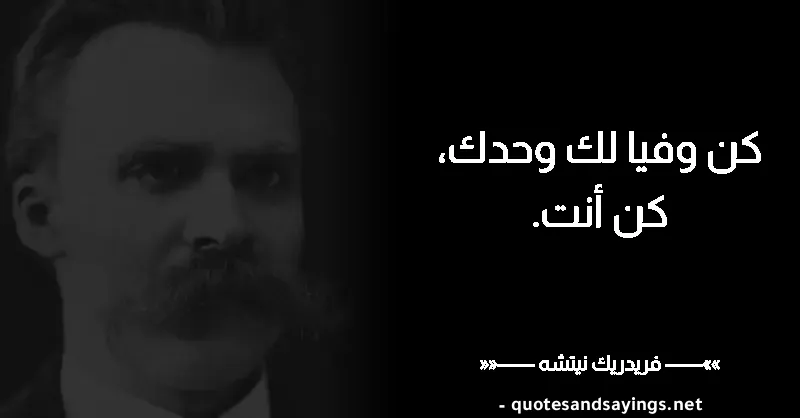 كن وفيا لك وحدك،
كن أنت.
»»—— فريدريك نيتشه ——««
- quotesandsayings.net